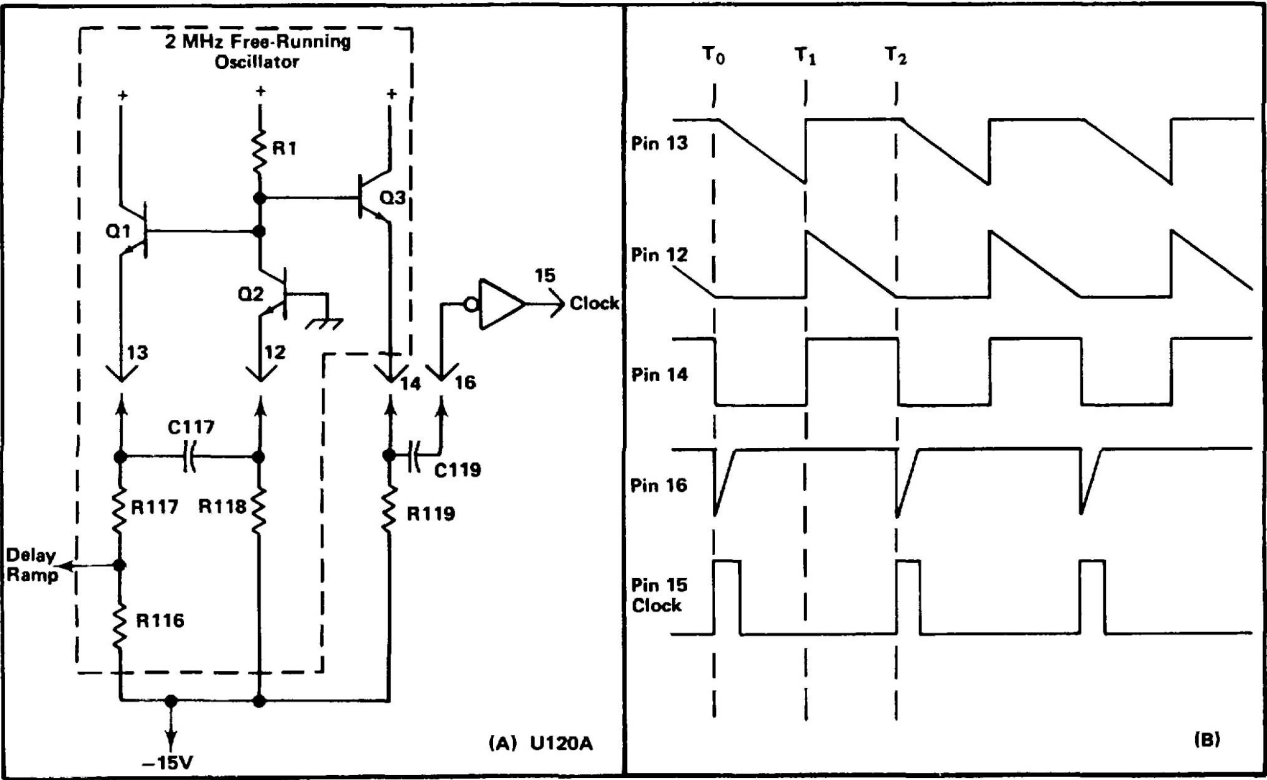 2 MHz Free-Running
Oscillator
+
+
+
R1
Q3
Q1
Q2
15
Clock
13
12
14
16
C117
C119
R117
R118
R119
Delay
Ramp
R116
−15V
(A) U120A
T0
T1
T2
Pin 13
Pin 12
Pin 14
Pin 16
Pin 15
Clock
(B)